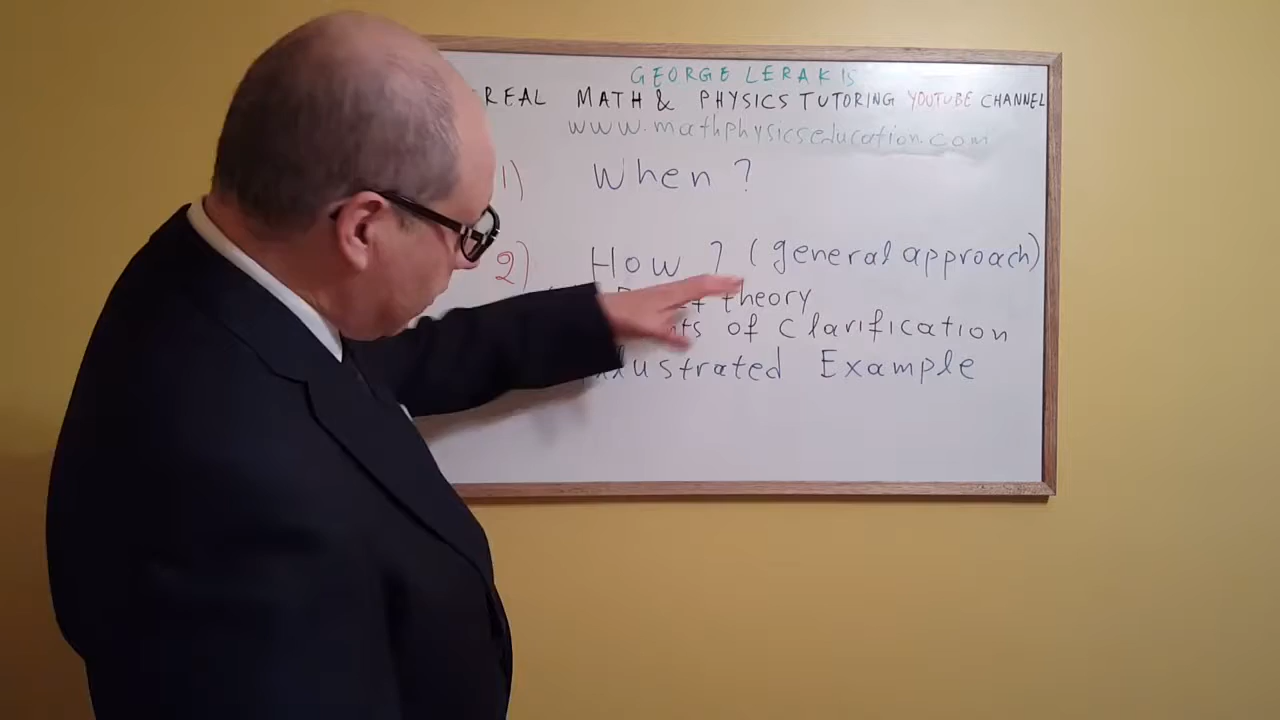 GEORGE LERAKIS
REAL MATH & PHYSICS TUTORING YOUTUBE CHANNEL
www.mathphysicseducation.com
1) When ?
2) How ? (general approach)
theory
of Clarification
Illustrated Example